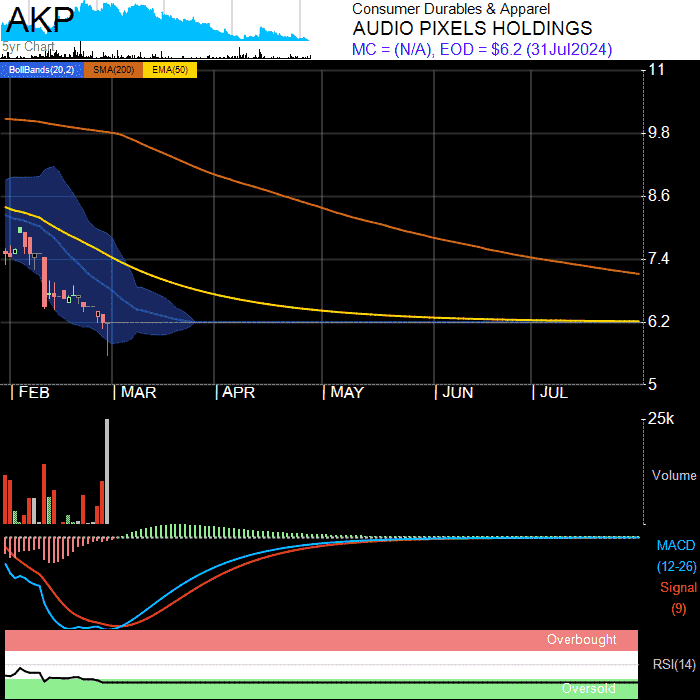 AKP
5yr Chart
Consumer Durables & Apparel
AUDIO PIXELS HOLDINGS
MC = (N/A), EOD = $6.2 (31Jul2024)
BollBands(20,2) SMA(200) EMA(50)
11
9.8
8.6
7.4
6.2
5
FEB MAR APR MAY JUN JUL
25k
Volume
MACD
(12-26)
Signal
(9)
Overbought
RSI(14)
Oversold